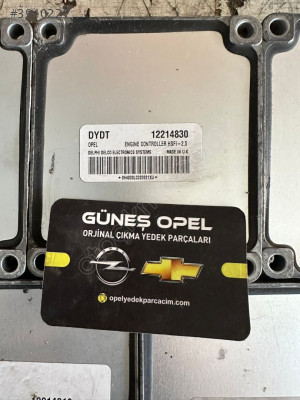 DYDT 12214830
OPEL ENGINE CONTROLLER HSFI-2.5
DELPHI DELCO ELECTRONICS SYSTEMS MADE IN U.K
GÜNEŞ OPEL
ORJİNAL ÇIKMA YEDEK PARÇALARI
opelyedekparcacim.com